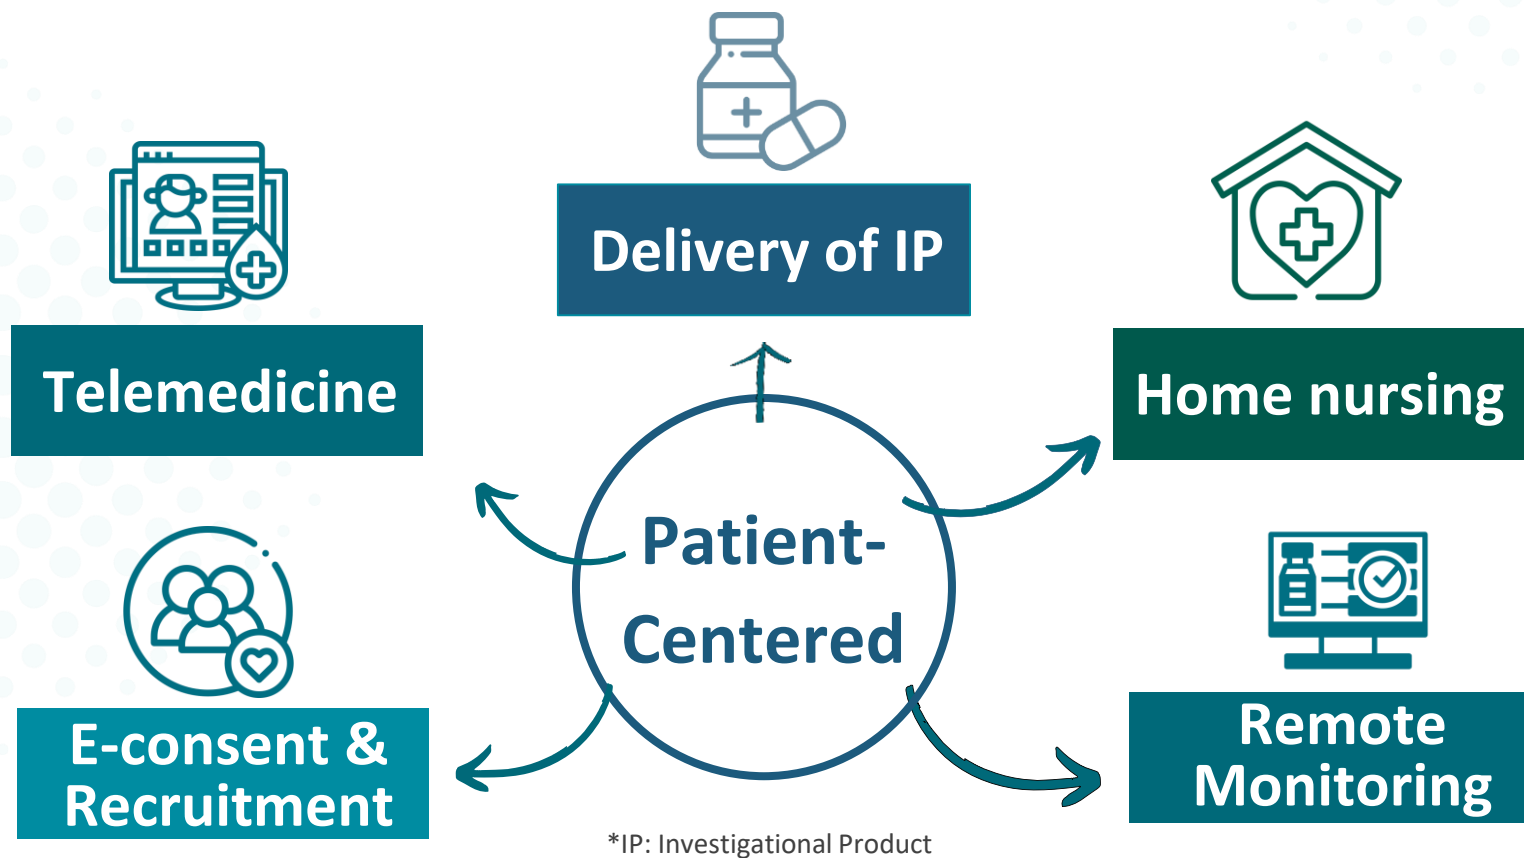 Delivery of IP
Telemedicine
Home nursing
Patient-
Centered
E-consent &
Recruitment
Remote
Monitoring
*IP: Investigational Product